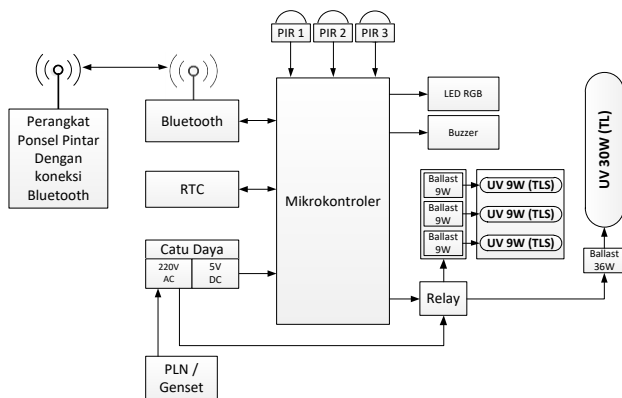 PIR 1
PIR 2
PIR 3
Perangkat
Ponsel Pintar
Dengan
koneksi
Bluetooth
Bluetooth
RTC
Catu Daya
220V
AC
5V
DC
PLN /
Genset
Mikrokontroler
LED RGB
Buzzer
Ballast
9W
UV 9W (TLS)
Ballast
9W
UV 9W (TLS)
Ballast
9W
UV 9W (TLS)
Relay
UV 30W (TL)
Ballast
36W